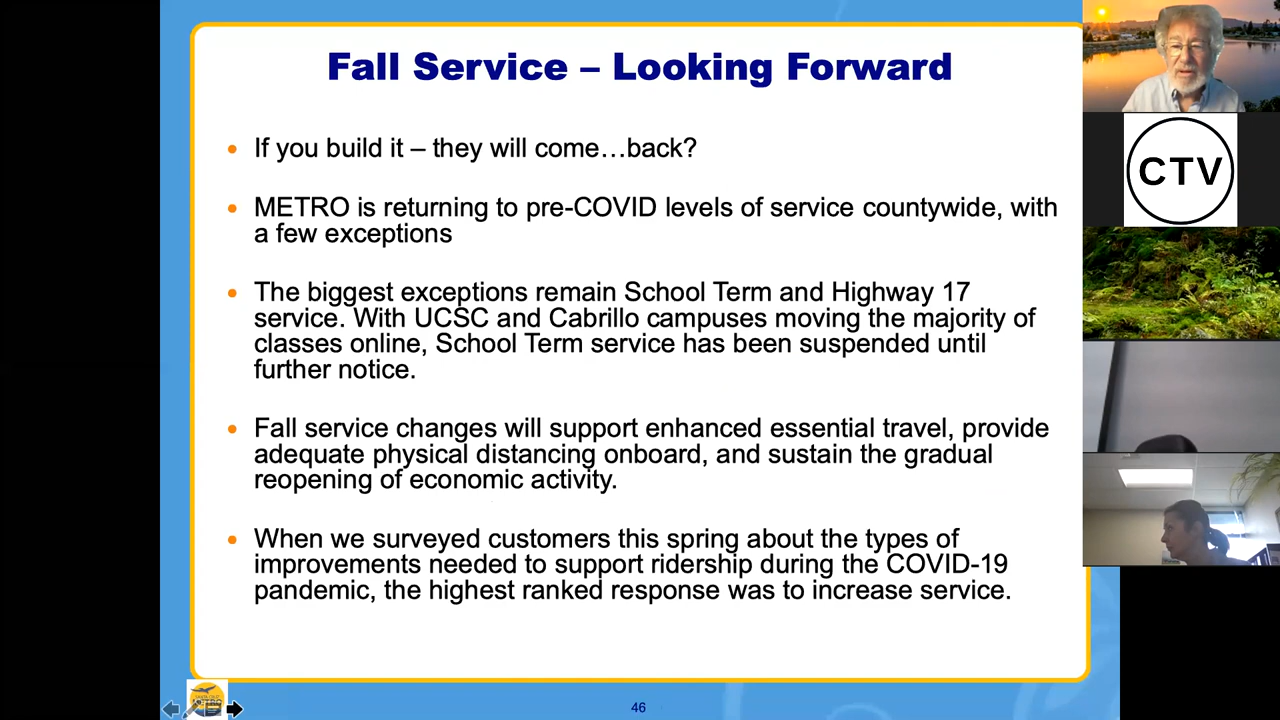 Fall Service – Looking Forward
If you build it – they will come…back?
METRO is returning to pre-COVID levels of service countywide, with
a few exceptions
The biggest exceptions remain School Term and Highway 17
service. With UCSC and Cabrillo campuses moving the majority of
classes online, School Term service has been suspended until
further notice.
Fall service changes will support enhanced essential travel, provide
adequate physical distancing onboard, and sustain the gradual
reopening of economic activity.
When we surveyed customers this spring about the types of
improvements needed to support ridership during the COVID-19
pandemic, the highest ranked response was to increase service.
46
CTV